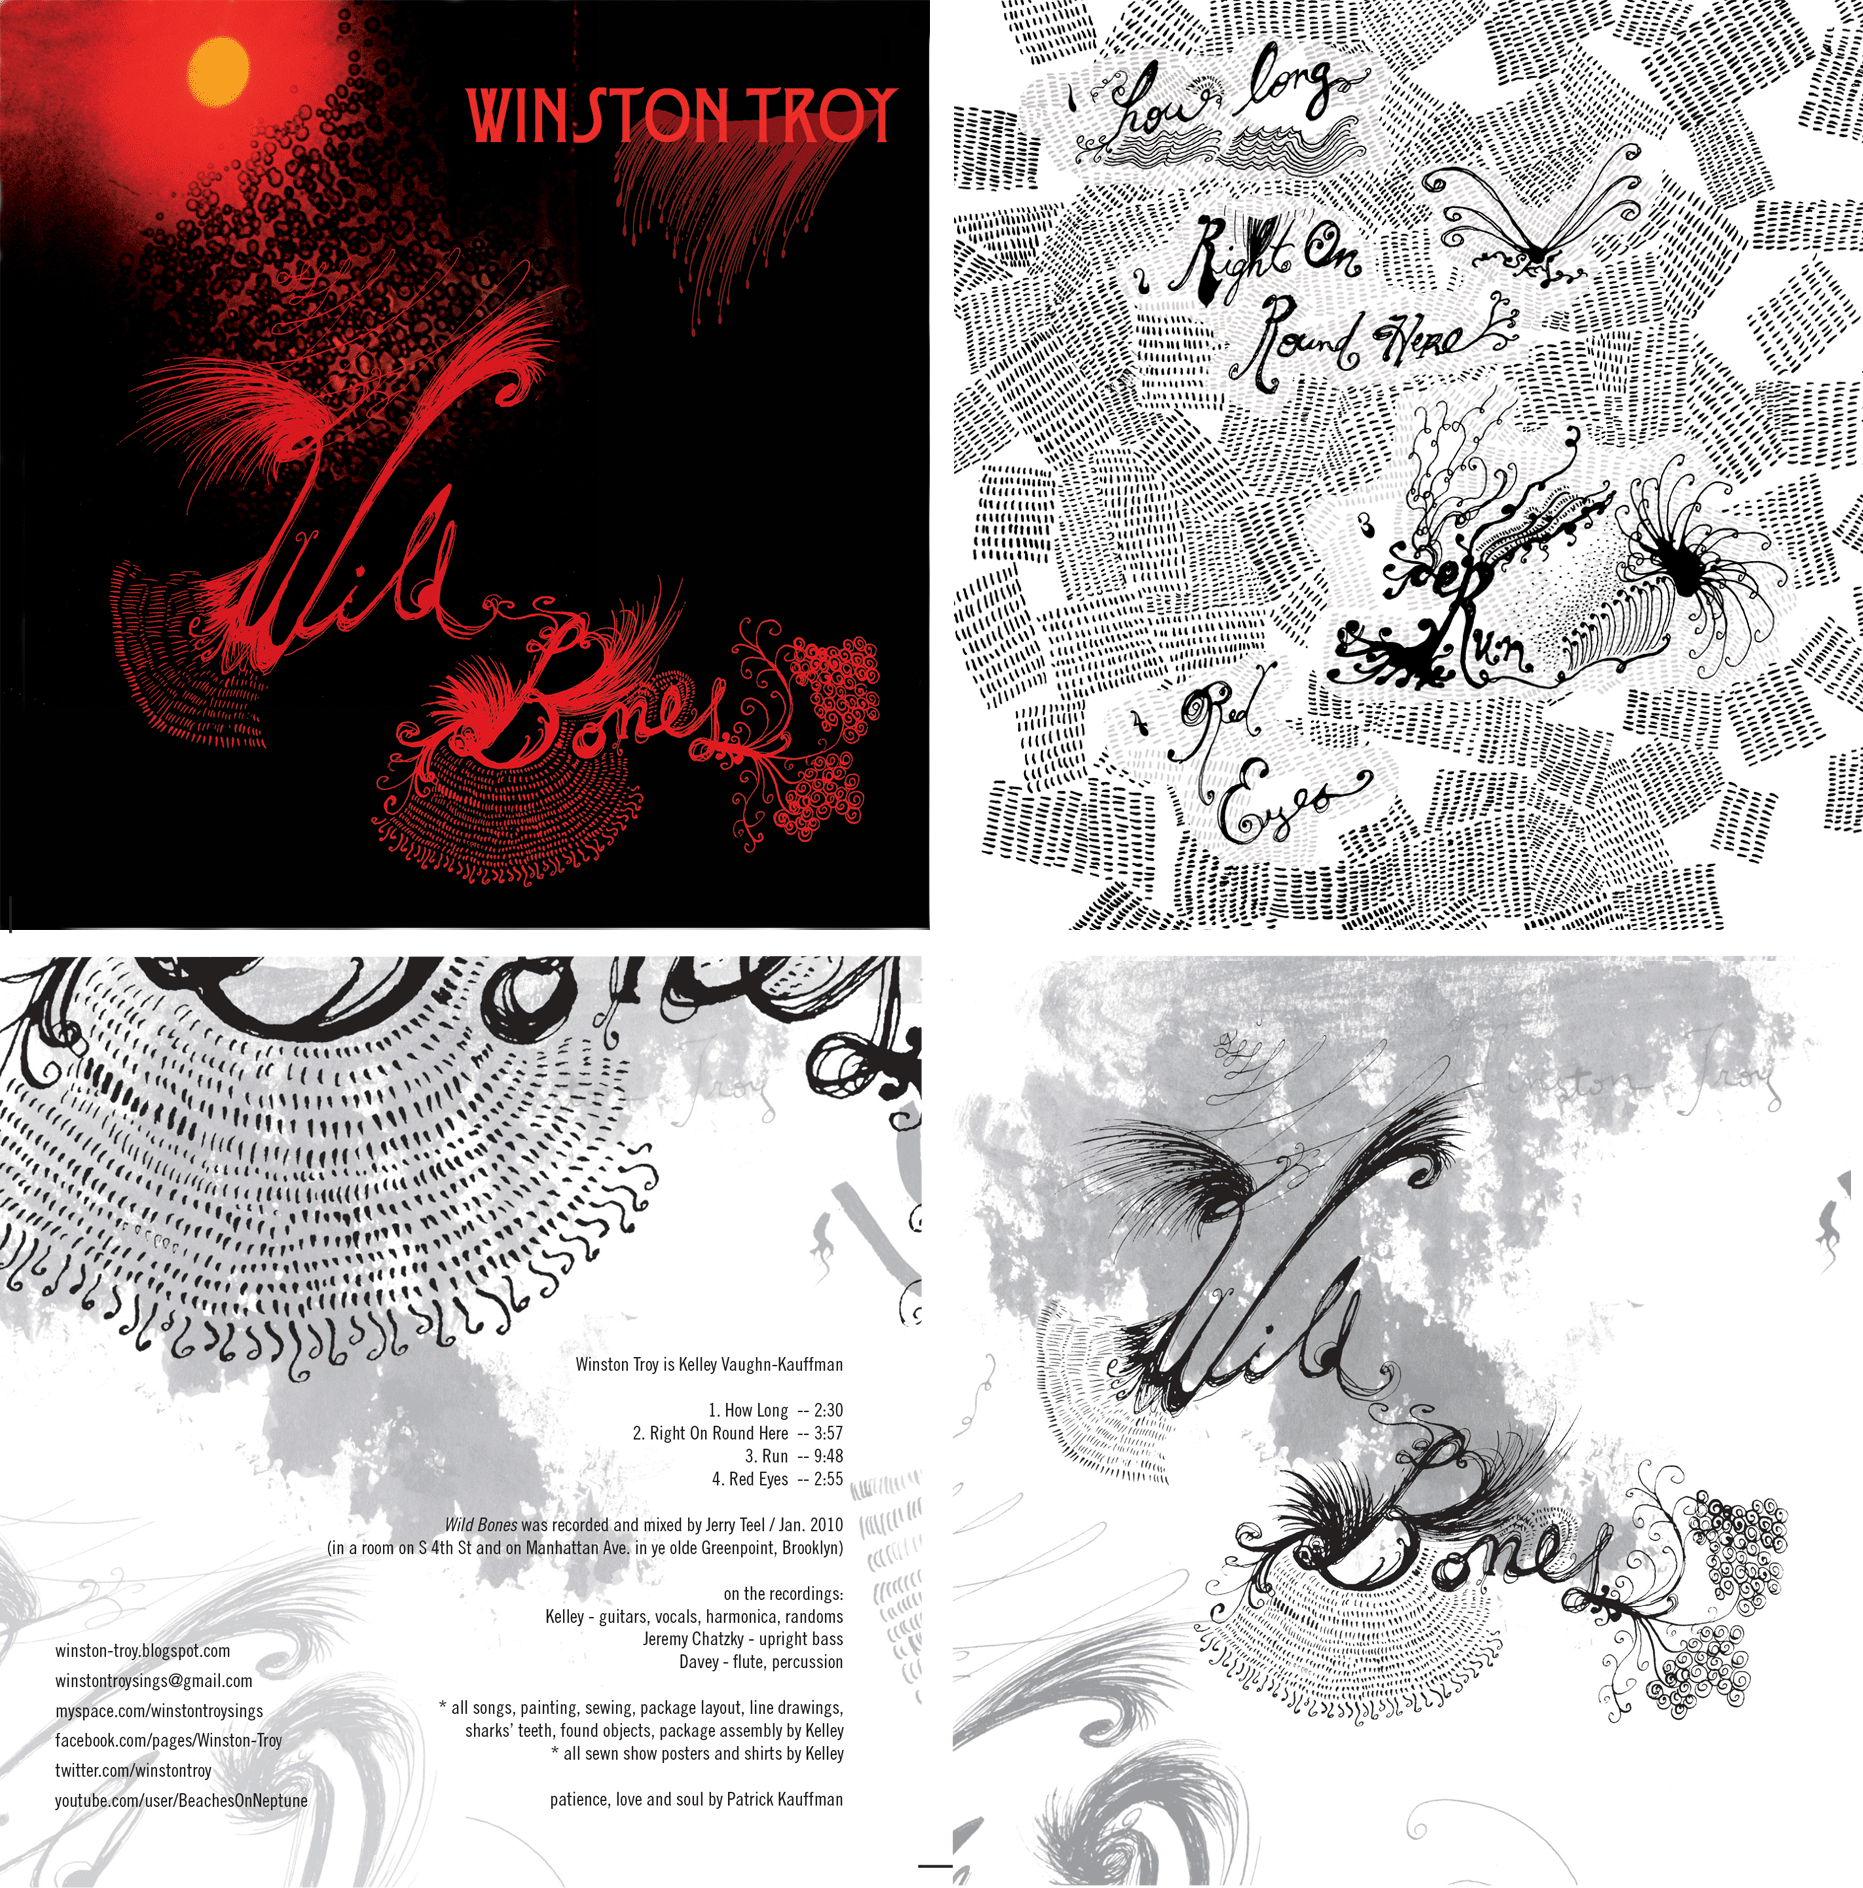 WINSTON TROY
Wild
Bones
1 how long
2 Right On
Round Here
3
Run
4 Red
Eyes
Troy
Winston Troy is Kelley Vaughn-Kauffman
1. How Long -- 2:30
2. Right On Round Here -- 3:57
3. Run -- 9:48
4. Red Eyes -- 2:55
Wild Bones was recorded and mixed by Jerry Teel / Jan. 2010
(in a room on S 4th St and on Manhattan Ave. in ye olde Greenpoint, Brooklyn)
on the recordings:
Kelley - guitars, vocals, harmonica, randoms
Jeremy Chatzky - upright bass
Davey - flute, percussion
* all songs, painting, sewing, package layout, line drawings,
sharks' teeth, found objects, package assembly by Kelley
* all sewn show posters and shirts by Kelley
patience, love and soul by Patrick Kauffman
winston-troy.blogspot.com
winstontroysings@gmail.com
myspace.com/winstontroysings
facebook.com/pages/Winston-Troy
twitter.com/winstontroy
youtube.com/user/BeachesOnNeptune
Troy
Wild
Bones